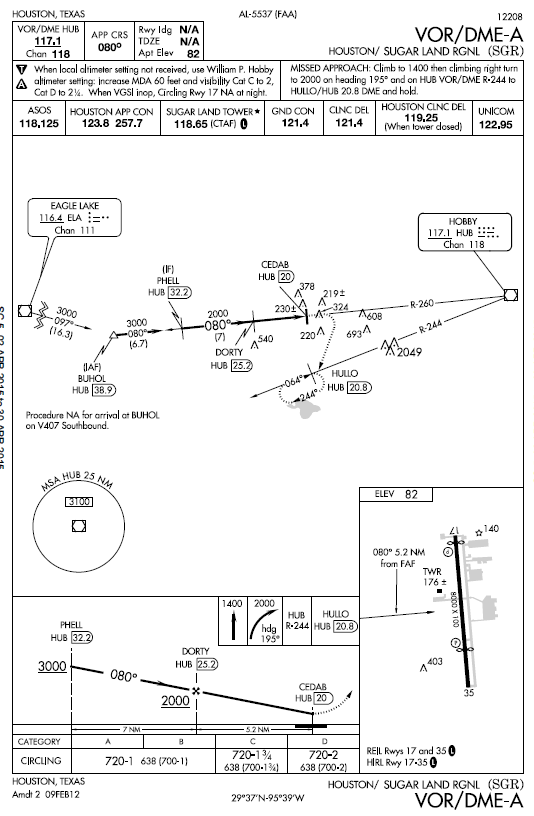 HOUSTON, TEXAS
AL-5537 (FAA)
12208
VOR/DME-A
HOUSTON/ SUGAR LAND RGNL (SGR)
VOR/DME HUB
117.1
Chan 118
APP CRS
080°
Rwy Idg N/A
TDZE N/A
Apt Elev 82
T When local altimeter setting not received, use William P. Hobby
A altimeter setting: increase MDA 60 feet and visibility Cat C to 2,
Cat D to 2¼. When VGSI inop, Circling Rwy 17 NA at night.
MISSED APPROACH: Climb to 1400 then climbing right turn
to 2000 on heading 195° and on HUB VOR/DME R-244 to
HULLO/HUB 20.8 DME and hold.
ASOS
118.125
HOUSTON APP CON
123.8 257.7
SUGAR LAND TOWER★
118.65 (CTAF) L
GND CON
121.4
CLNC DEL
121.4
HOUSTON CLNC DEL
119.25
(When tower closed)
UNICOM
122.95
EAGLE LAKE
116.4 ELA
Chan 111
HOBBY
117.1 HUB
Chan 118
3000
097°
(16.3)
(IAF)
BUHOL
HUB 38.9
3000
080°
(6.7)
(IF)
PHELL
HUB 32.2
2000
080°
(7)
DORTY
HUB 25.2
540
CEDAB
HUB 20
378
219±
230±
324
220
608
693
2049
R-260
R-244
HULLO
HUB 20.8
064°
244°
Procedure NA for arrival at BUHOL
on V407 Southbound.
MSA HUB 25 NM
3100
ELEV 82
080° 5.2 NM
from FAF
TWR
176 ±
140
17
8000 X 100
403
35
REIL Rwys 17 and 35 L
HIRL Rwy 17-35 L
1400
2000
hdg
195°
HUB
R-244
HULLO
HUB 20.8
PHELL
HUB 32.2
3000
080°
DORTY
HUB 25.2
2000
CEDAB
HUB 20
7 NM
5.2 NM
CATEGORY A B C D
CIRCLING
720-1 638 (700-1)
720-1¾
638 (700-1¾)
720-2
638 (700-2)
HOUSTON, TEXAS
Amdt 2 09FEB12
29°37'N-95°39'W
HOUSTON/ SUGAR LAND RGNL (SGR)
VOR/DME-A